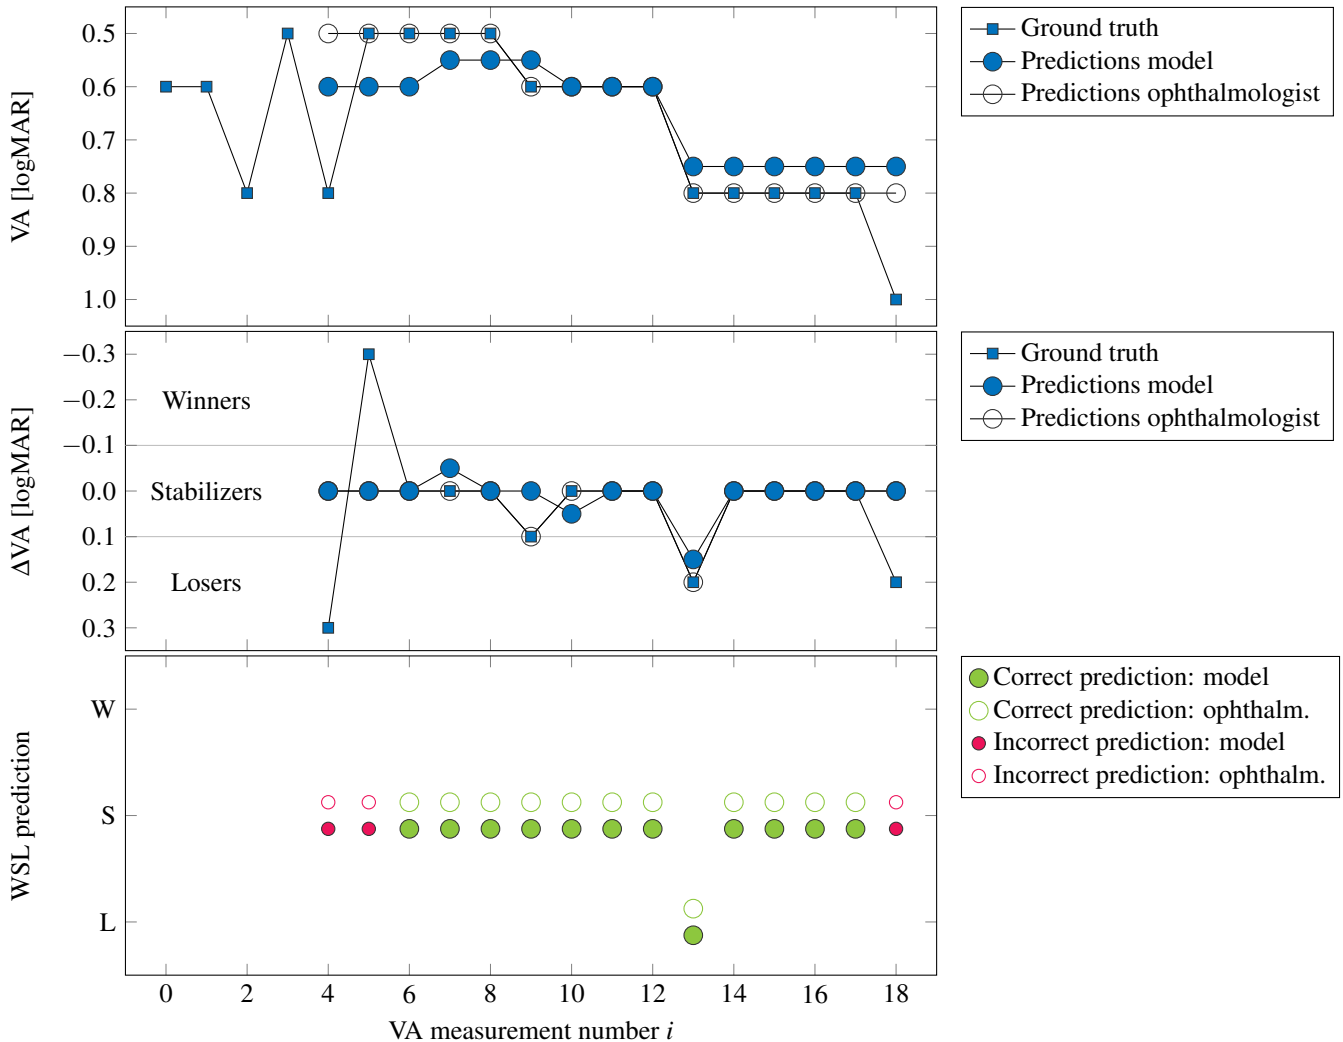 0.5
0.6
0.7
0.8
0.9
1.0
VA [logMAR]
Ground truth
Predictions model
Predictions ophthalmologist
−0.3
−0.2
−0.1
0.0
0.1
0.2
0.3
ΔVA [logMAR]
Winners
Stabilizers
Losers
Ground truth
Predictions model
Predictions ophthalmologist
W
S
L
WSL prediction
Correct prediction: model
Correct prediction: ophthalm.
Incorrect prediction: model
Incorrect prediction: ophthalm.
0 2 4 6 8 10 12 14 16 18
VA measurement number i